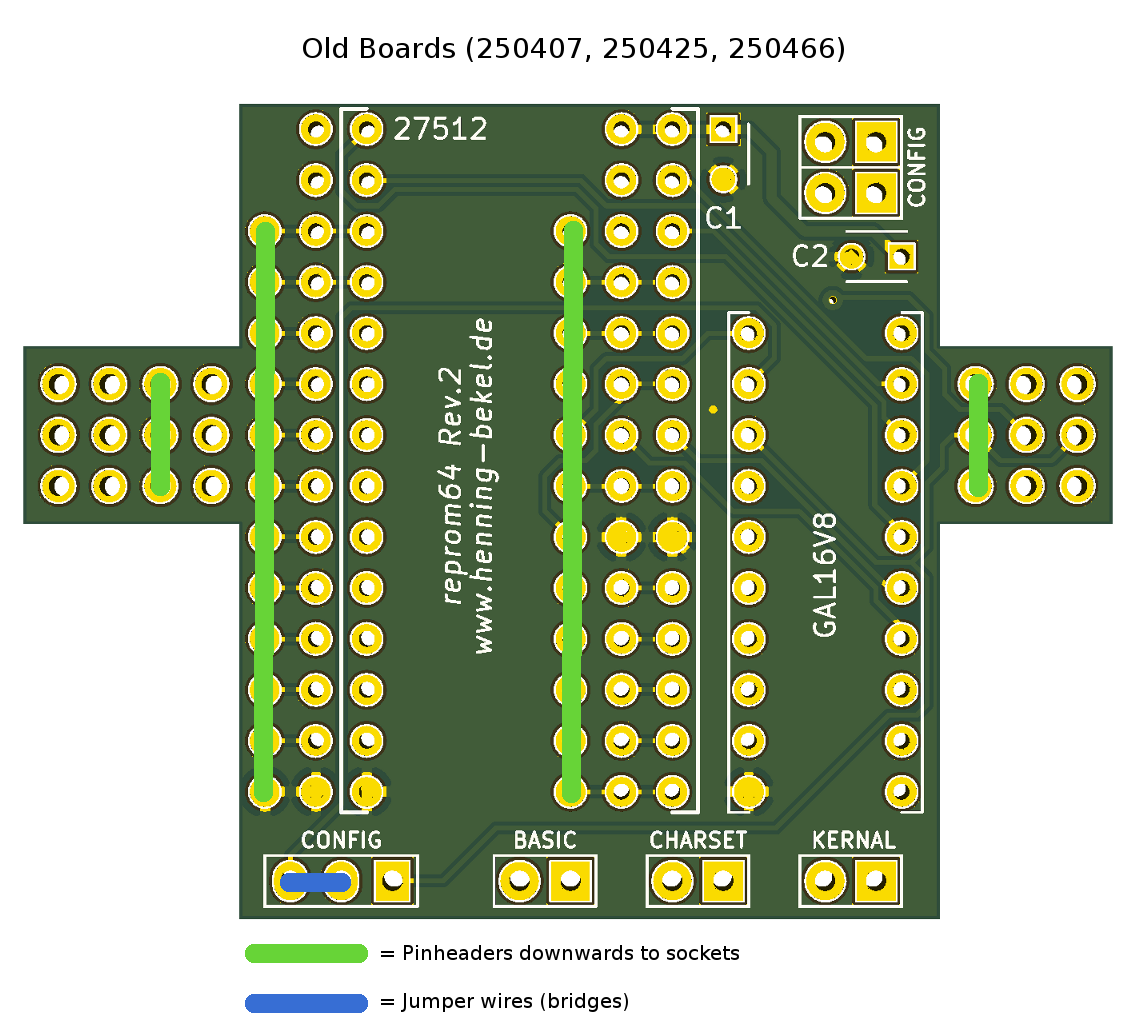 Old Boards (250407, 250425, 250466)
27512
CONFIG
C1
C2
reprom64 Rev.2
www.henning-bekel.de
GAL16V8
CONFIG
BASIC
CHARSET
KERNAL
= Pinheaders downwards to sockets
= Jumper wires (bridges)